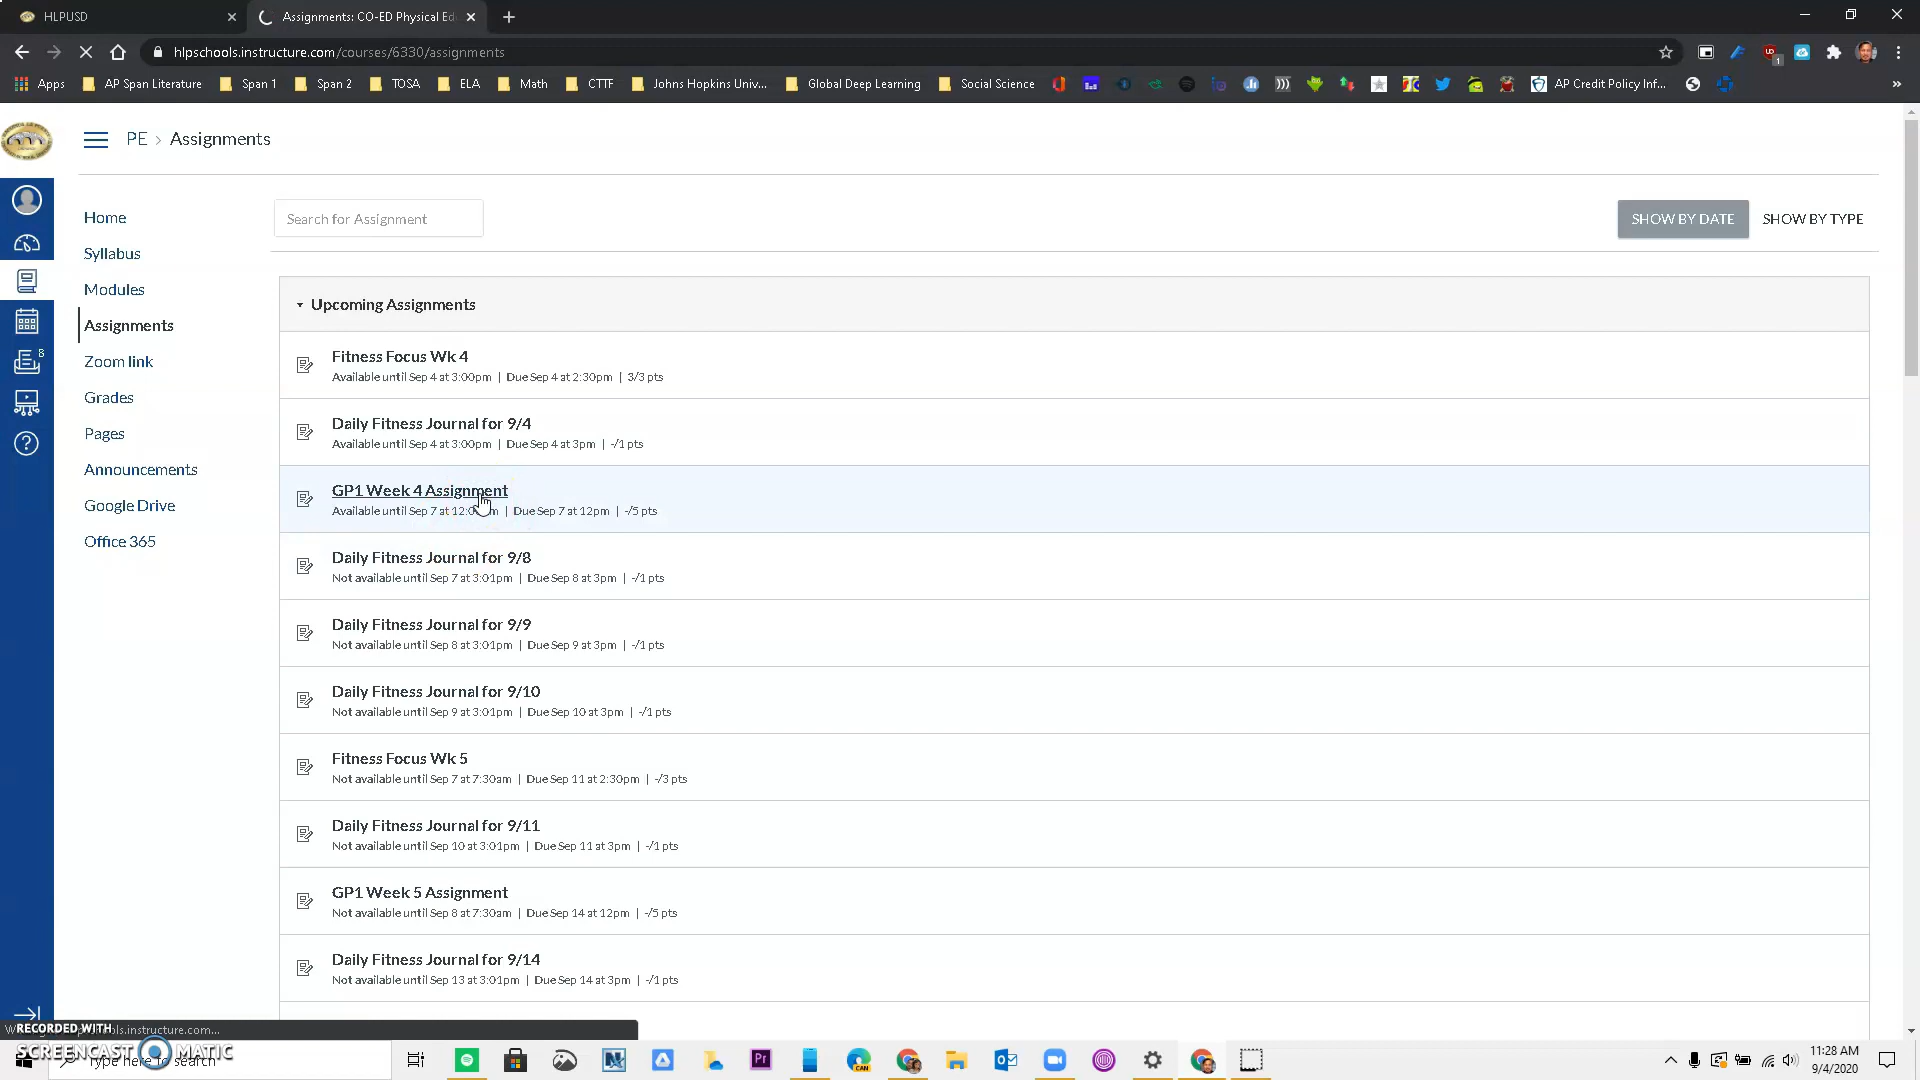 HLPUSD
Assignments: CO-ED Physical Ed
hlpschools.instructure.com/courses/6330/assignments
Apps
AP Span Literature
Span 1
Span 2
TOSA
ELA
Math
CTTF
Johns Hopkins Univ...
Global Deep Learning
Social Science
AP Credit Policy Inf...
PE > Assignments
Home
Syllabus
Modules
Assignments
Zoom link
Grades
Pages
Announcements
Google Drive
Office 365
8
Search for Assignment
SHOW BY DATE
SHOW BY TYPE
Upcoming Assignments
Fitness Focus Wk 4
Available until Sep 4 at 3:00pm | Due Sep 4 at 2:30pm | 3/3 pts
Daily Fitness Journal for 9/4
Available until Sep 4 at 3:00pm | Due Sep 4 at 3pm | -/1 pts
GP1 Week 4 Assignment
Available until Sep 7 at | Due Sep 7 at 12pm | -/5 pts
Daily Fitness Journal for 9/8
Not available until Sep 7 at 3:01pm | Due Sep 8 at 3pm | -/1 pts
Daily Fitness Journal for 9/9
Not available until Sep 8 at 3:01pm | Due Sep 9 at 3pm | -/1 pts
Daily Fitness Journal for 9/10
Not available until Sep 9 at 3:01pm | Due Sep 10 at 3pm | -/1 pts
Fitness Focus Wk 5
Not available until Sep 7 at 7:30am | Due Sep 11 at 2:30pm | -/3 pts
Daily Fitness Journal for 9/11
Not available until Sep 10 at 3:01pm | Due Sep 11 at 3pm | -/1 pts
GP1 Week 5 Assignment
Not available until Sep 8 at 7:30am | Due Sep 14 at 12pm | -/5 pts
Daily Fitness Journal for 9/14
Not available until Sep 13 at 3:01pm | Due Sep 14 at 3pm | -/1 pts
RECORDED WITH
SCREENCAST MATIC
Type here to search
Pr
CAN
11:28 AM
9/4/2020